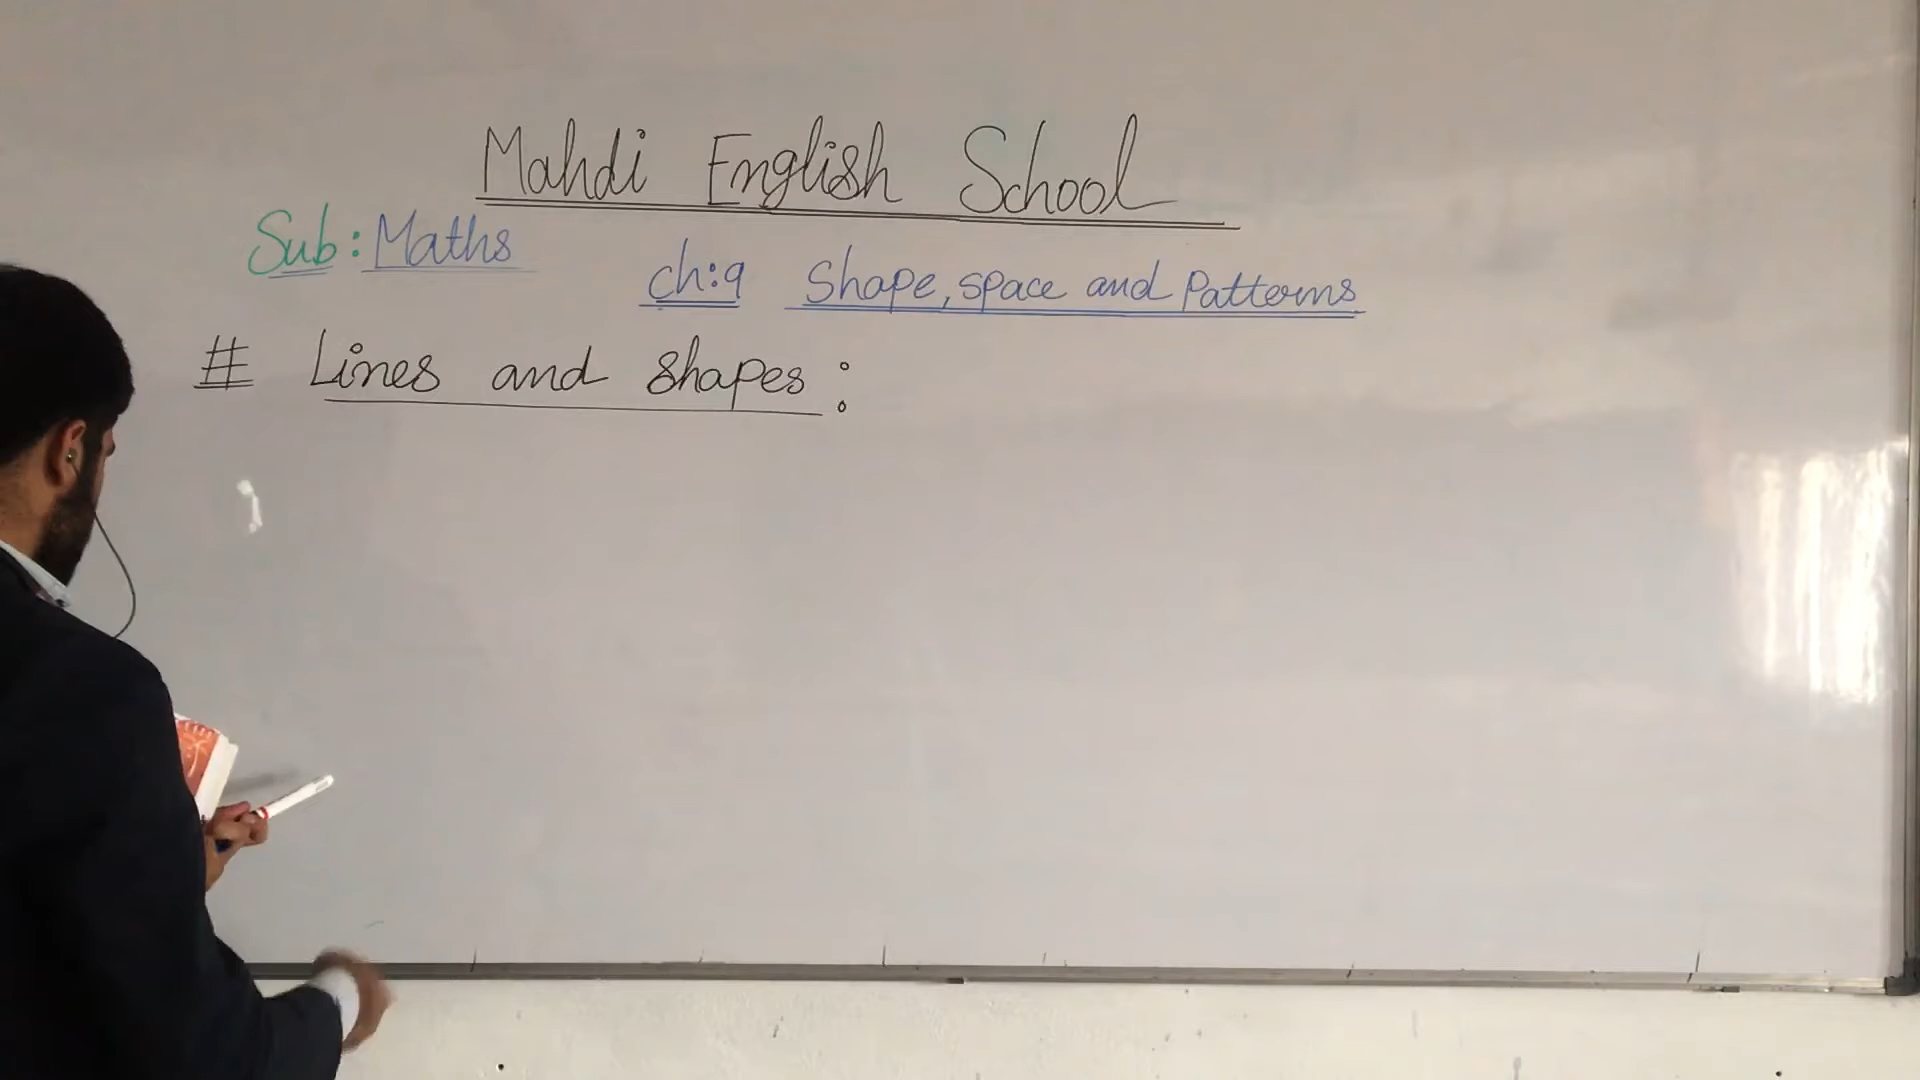 Mahdi English School
Sub: Maths
ch:9 Shape, space and Patterns
# Lines and shapes: